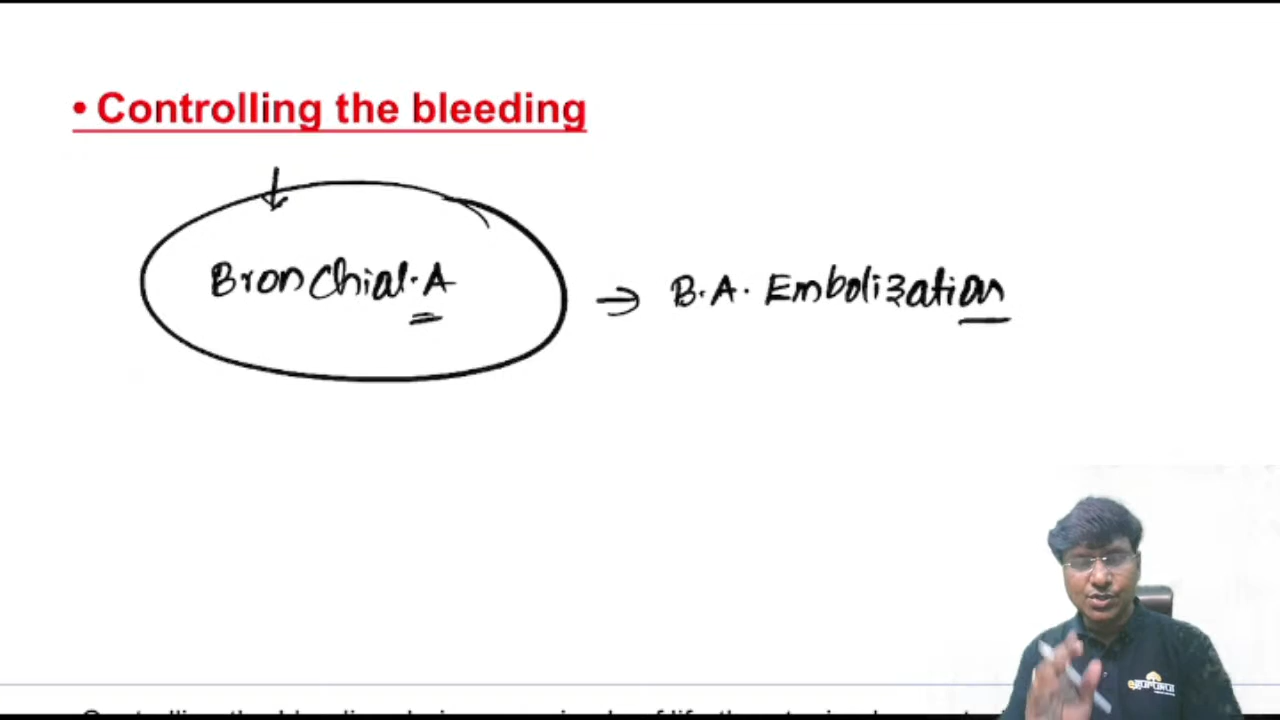 • Controlling the bleeding
Bronchial.A → B.A. Embolization